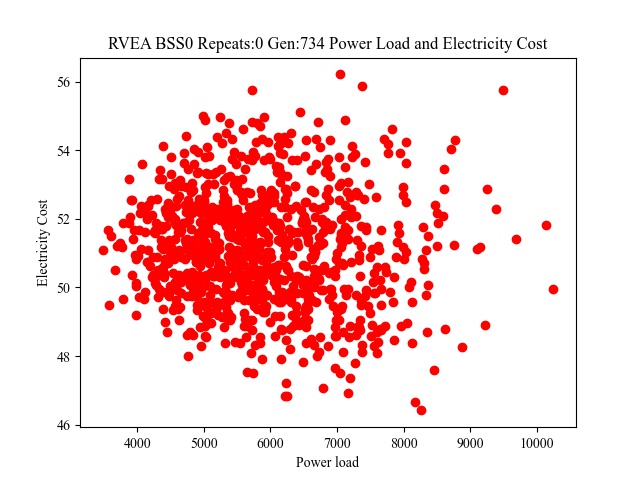 RVEA BSS0 Repeats:0 Gen:734 Power Load and Electricity Cost
56
54
52
50
48
46
Electricity Cost
4000 5000 6000 7000 8000 9000 10000
Power load